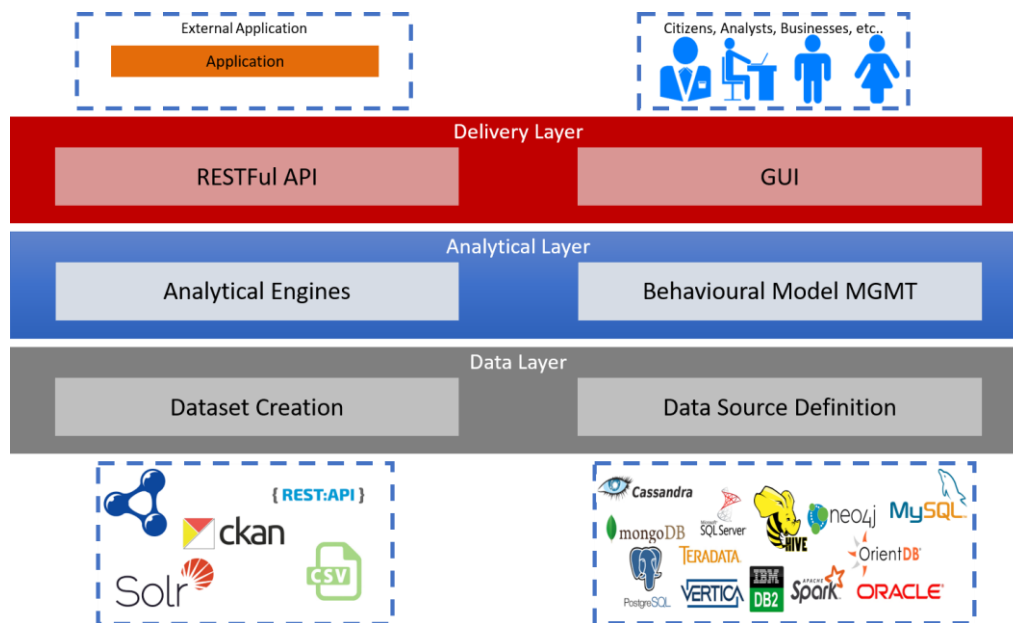 External Application
Application
Citizens, Analysts, Businesses, etc..
Delivery Layer
RESTFul API
GUI
Analytical Layer
Analytical Engines
Behavioural Model MGMT
Data Layer
Dataset Creation
Data Source Definition
{ REST:API }
ckan
Solr
CSV
Cassandra
mongoDB
Microsoft
SQL Server
HIVE
neo4j
MySQL
PostgreSQL
TERADATA
OrientDB
VERTICA
IBM
DB2
APACHE
Spark
ORACLE